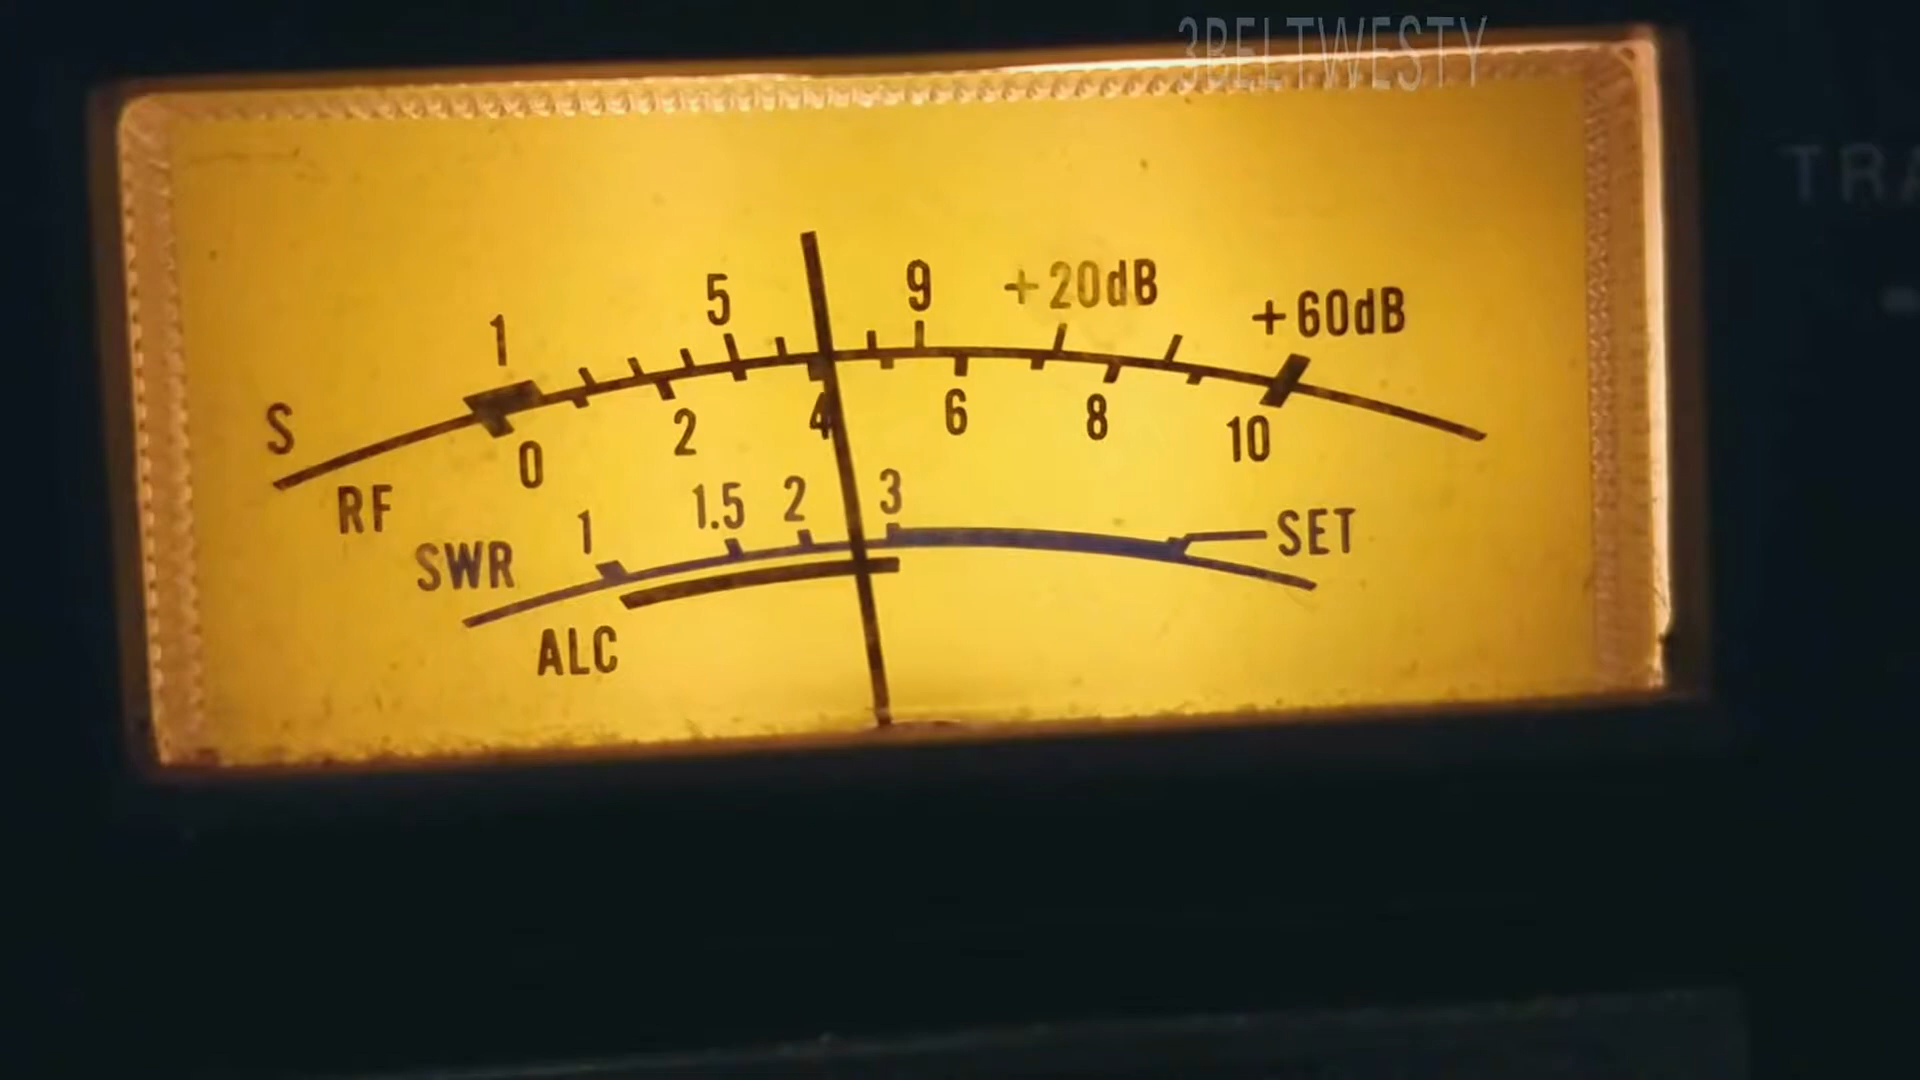 3BELTWESTY
TRA
1 5 9 +20dB +60dB
S
RF 0 2 4 6 8 10
SWR 1 1.5 2 3 SET
ALC